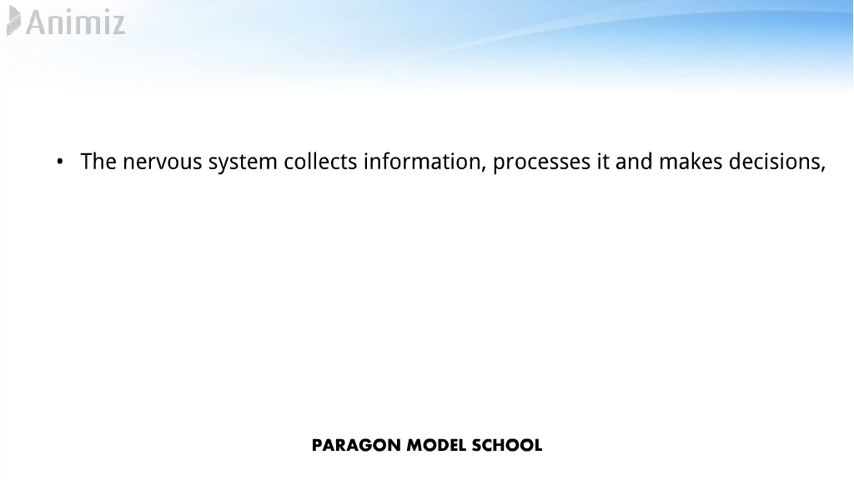 Animiz
• The nervous system collects information, processes it and makes decisions,
PARAGON MODEL SCHOOL